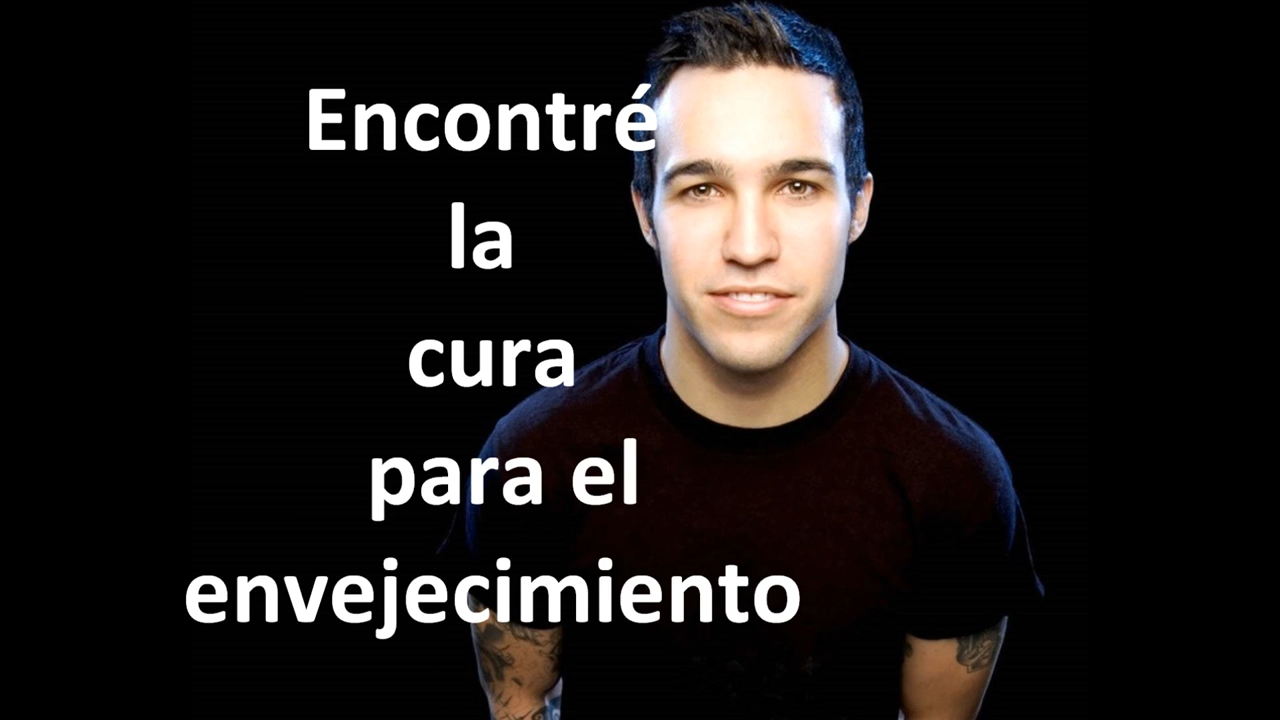 Encontré
la
cura
para el
envejecimiento